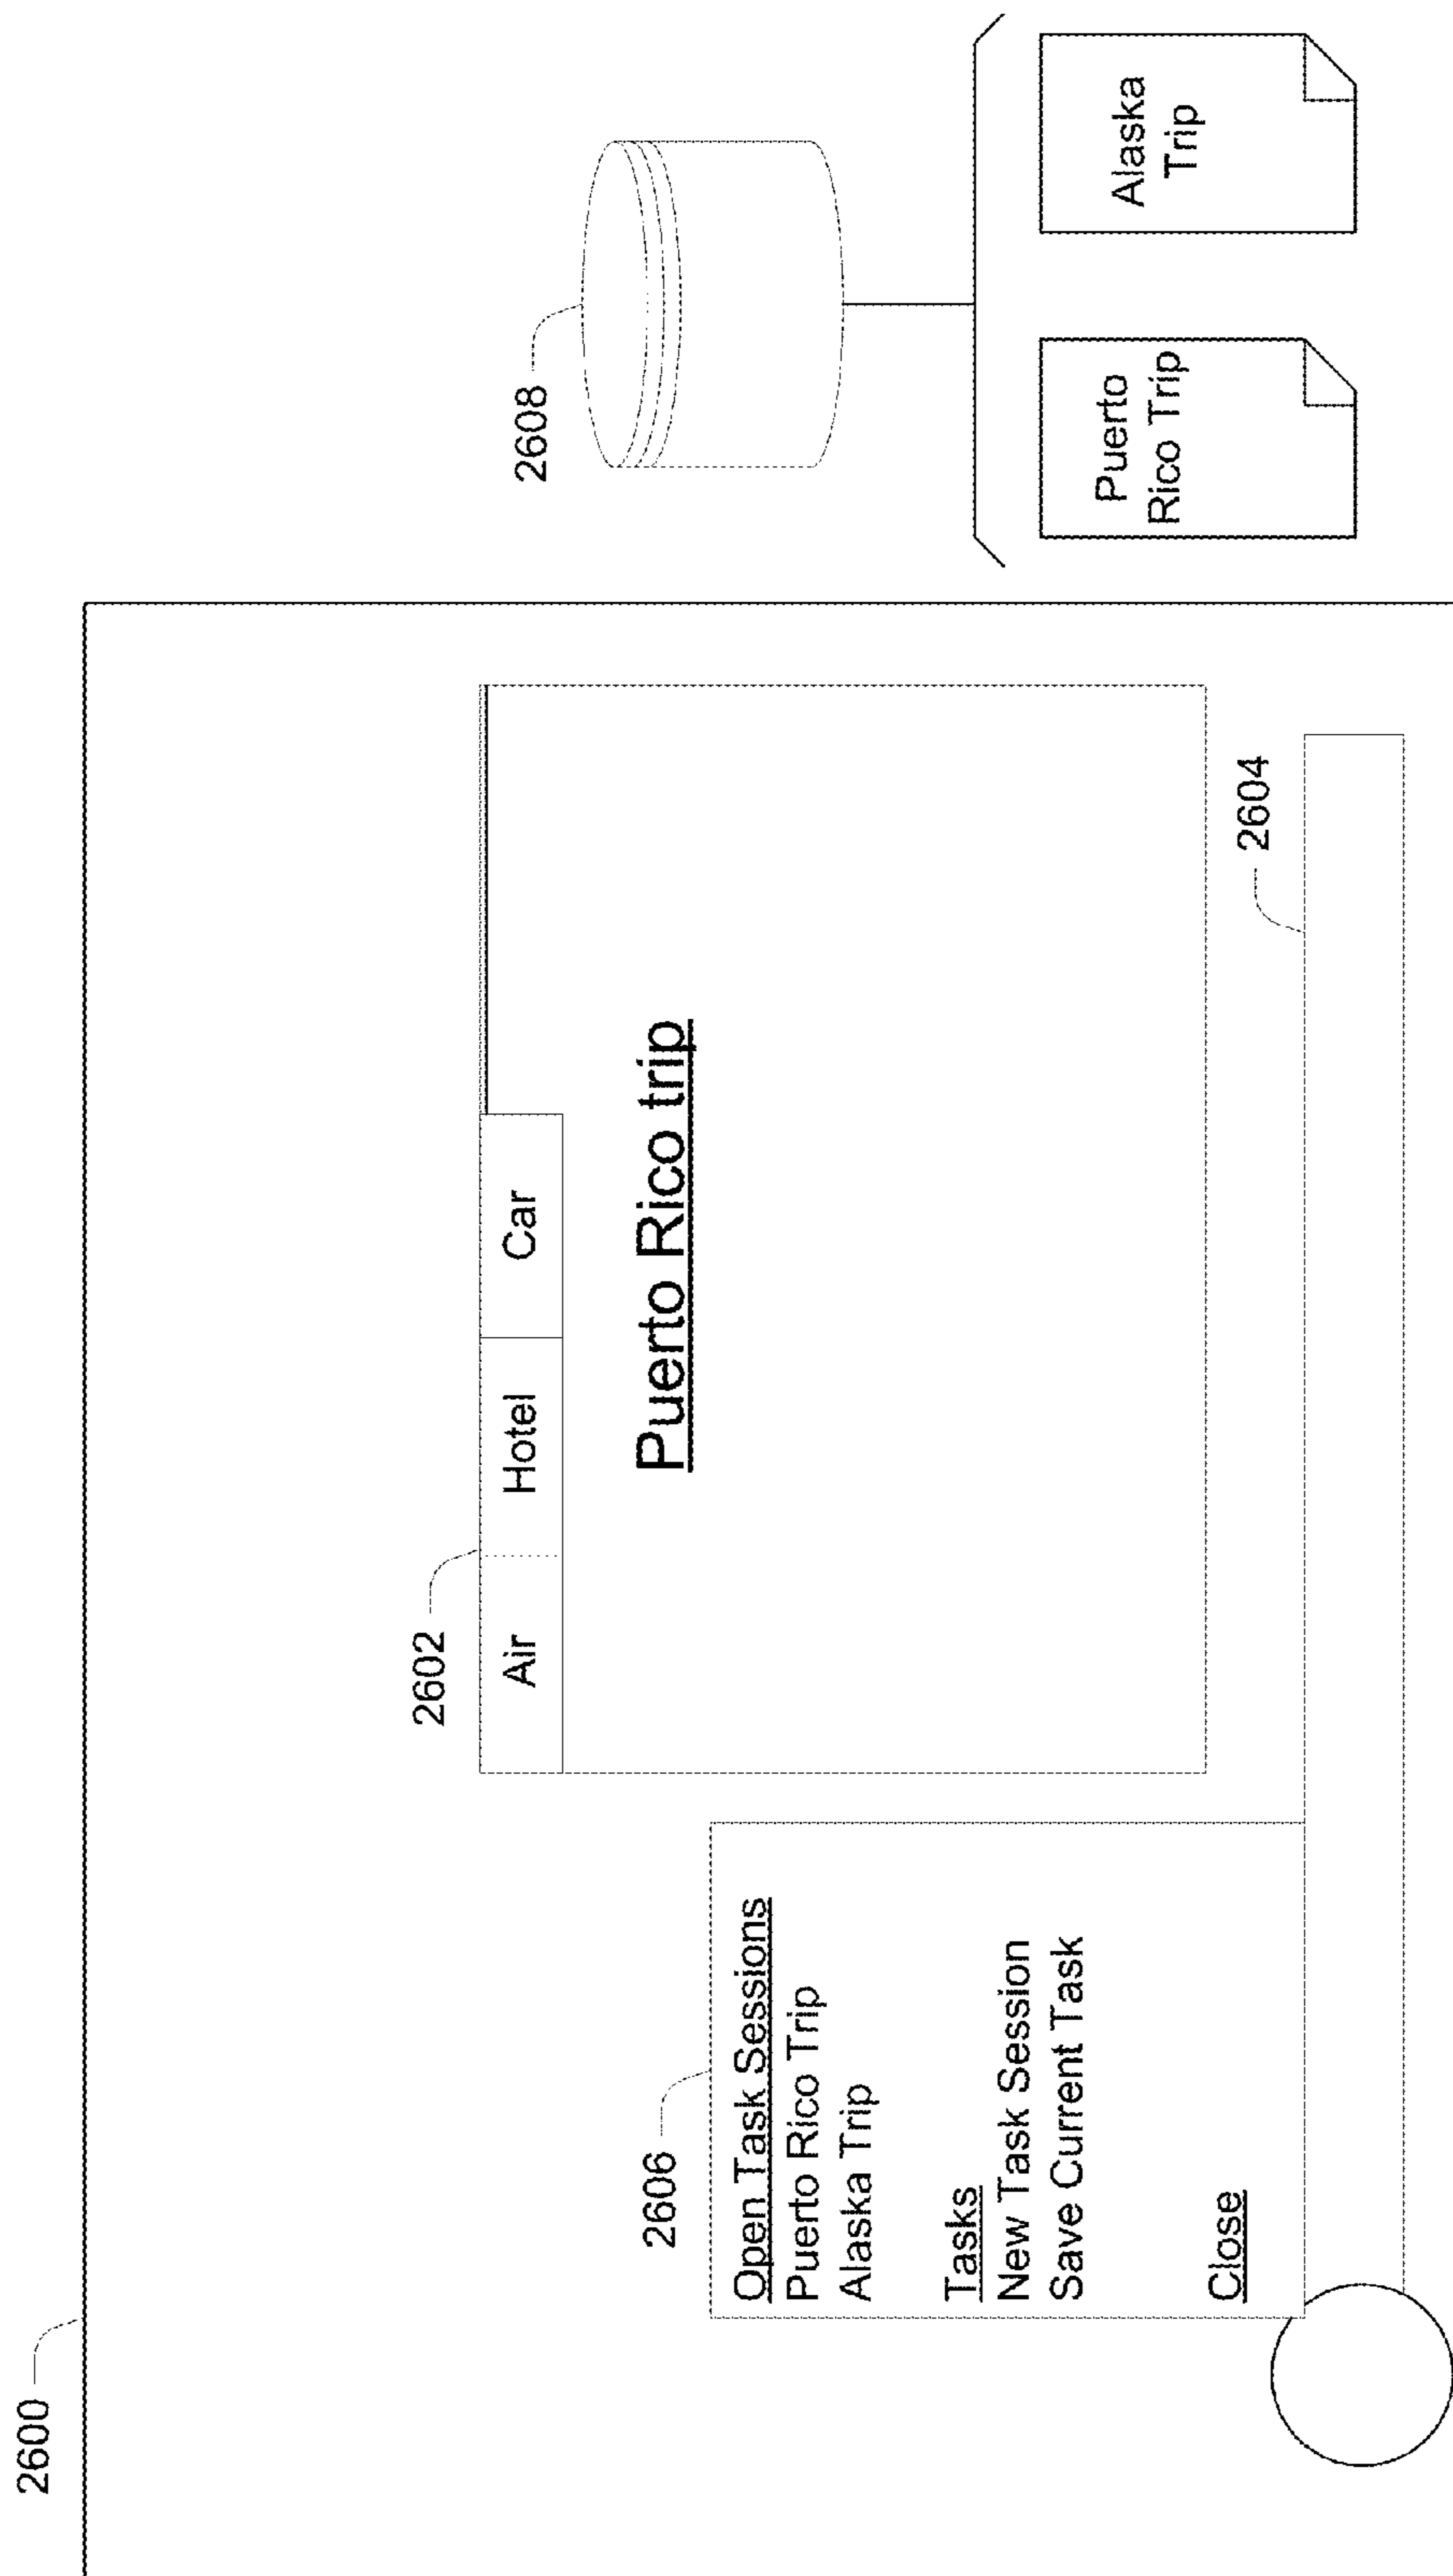 2600
2602
Air Hotel Car
Puerto Rico trip
2606
Open Task Sessions
Puerto Rico Trip
Alaska Trip
Tasks
New Task Session
Save Current Task
Close
2604
2608
Puerto
Rico Trip
Alaska
Trip